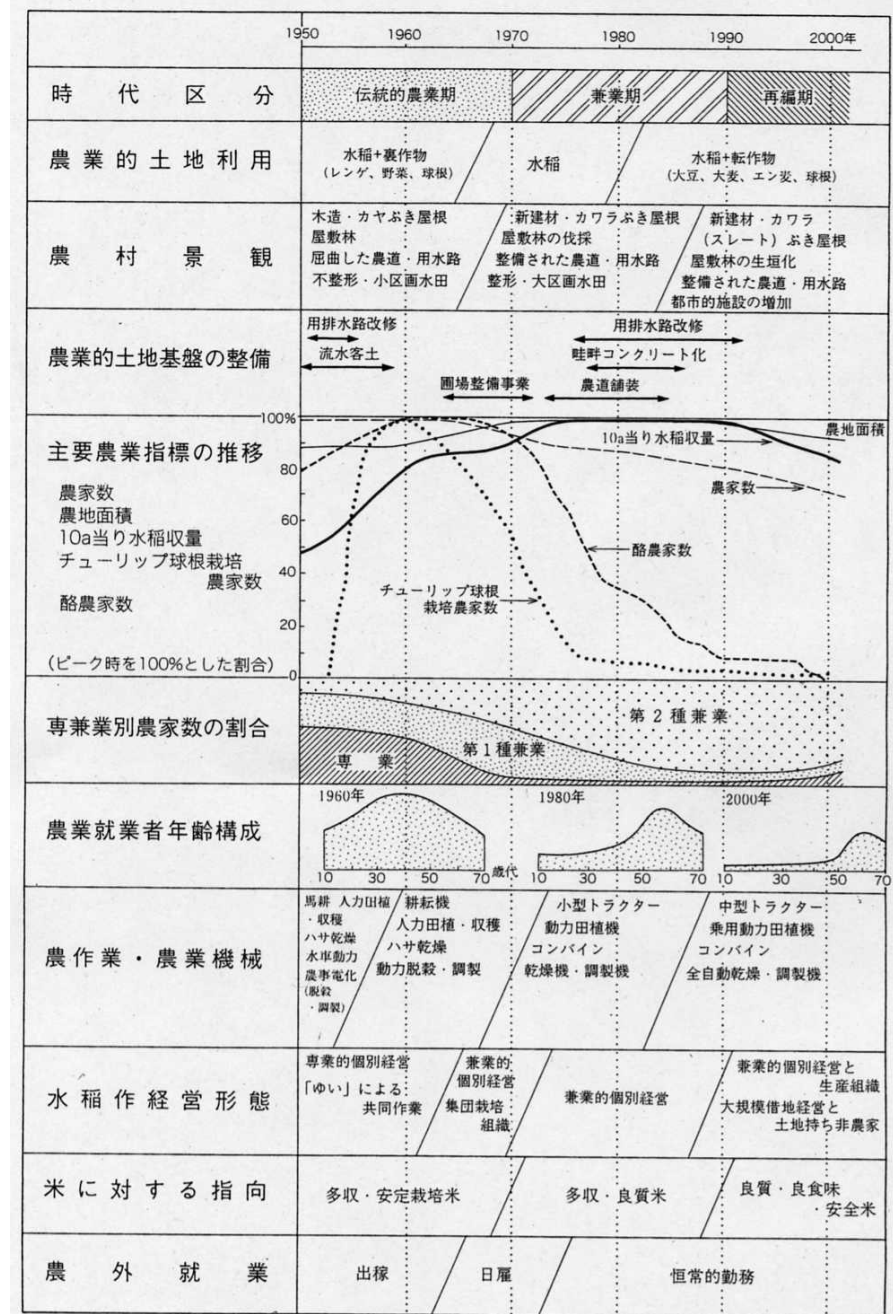 1950 1960 1970 1980 1990 2000年
時代区分
伝統的農業期 兼業期 再編期
農業的土地利用
水稲+裏作物
(レンゲ、野菜、球根)
水稲
水稲+転作物
(大豆、大麦、エン麦、球根)
農村景観
木造・カヤぶき屋根
屋敷林
屈曲した農道・用水路
不整形・小区画水田
新建材・カワラぶき屋根
屋敷林の伐採
整備された農道・用水路
整形・大区画水田
新建材・カワラ
(スレート)ぶき屋根
屋敷林の生垣化
整備された農道・用水路
都市的施設の増加
農業的土地基盤の整備
用排水路改修
流水客土
圃場整備事業
用排水路改修
畦畔コンクリート化
農道舗装
主要農業指標の推移
農家数
農地面積
10a当り水稲収量
チューリップ球根栽培
農家数
酪農家数
(ピーク時を100%とした割合)
100%
80
60
40
20
0
農地面積
10a当り水稲収量
農家数
酪農家数
チューリップ球根
栽培農家数
専兼業別農家数の割合
第2種兼業
第1種兼業
専業
農業就業者年齢構成
1960年
10 30 50 70 歳代
1980年
10 30 50 70
2000年
10 30 50 70
農作業・農業機械
馬耕 人力田植
・収穫
ハサ乾燥
水車動力
農事電化
(脱穀
・調製)
耕耘機
人力田植・収穫
ハサ乾燥
動力脱穀・調製
小型トラクター
動力田植機
コンバイン
乾燥機・調製機
中型トラクター
乗用動力田植機
コンバイン
全自動乾燥・調製機
水稲作経営形態
専業的個別経営
「ゆい」による
共同作業
兼業的
個別経営
集団栽培
組織
兼業的個別経営
兼業的個別経営と
生産組織
大規模借地経営と
土地持ち非農家
米に対する指向
多収・安定栽培米
多収・良質米
良質・良食味
・安全米
農外就業
出稼
日雇
恒常的勤務